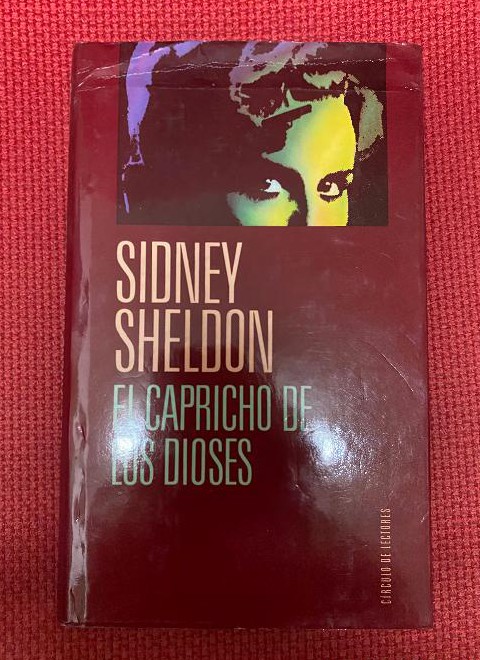 SIDNEY
SHELDON
EL CAPRICHO DE
LOS DIOSES
CÍRCULO DE LECTORES